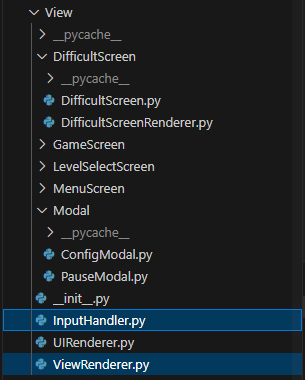 View
__pycache__
DifficultScreen
__pycache__
DifficultScreen.py
DifficultScreenRenderer.py
GameScreen
LevelSelectScreen
MenuScreen
Modal
__pycache__
ConfigModal.py
PauseModal.py
__init__.py
InputHandler.py
UIRenderer.py
ViewRenderer.py